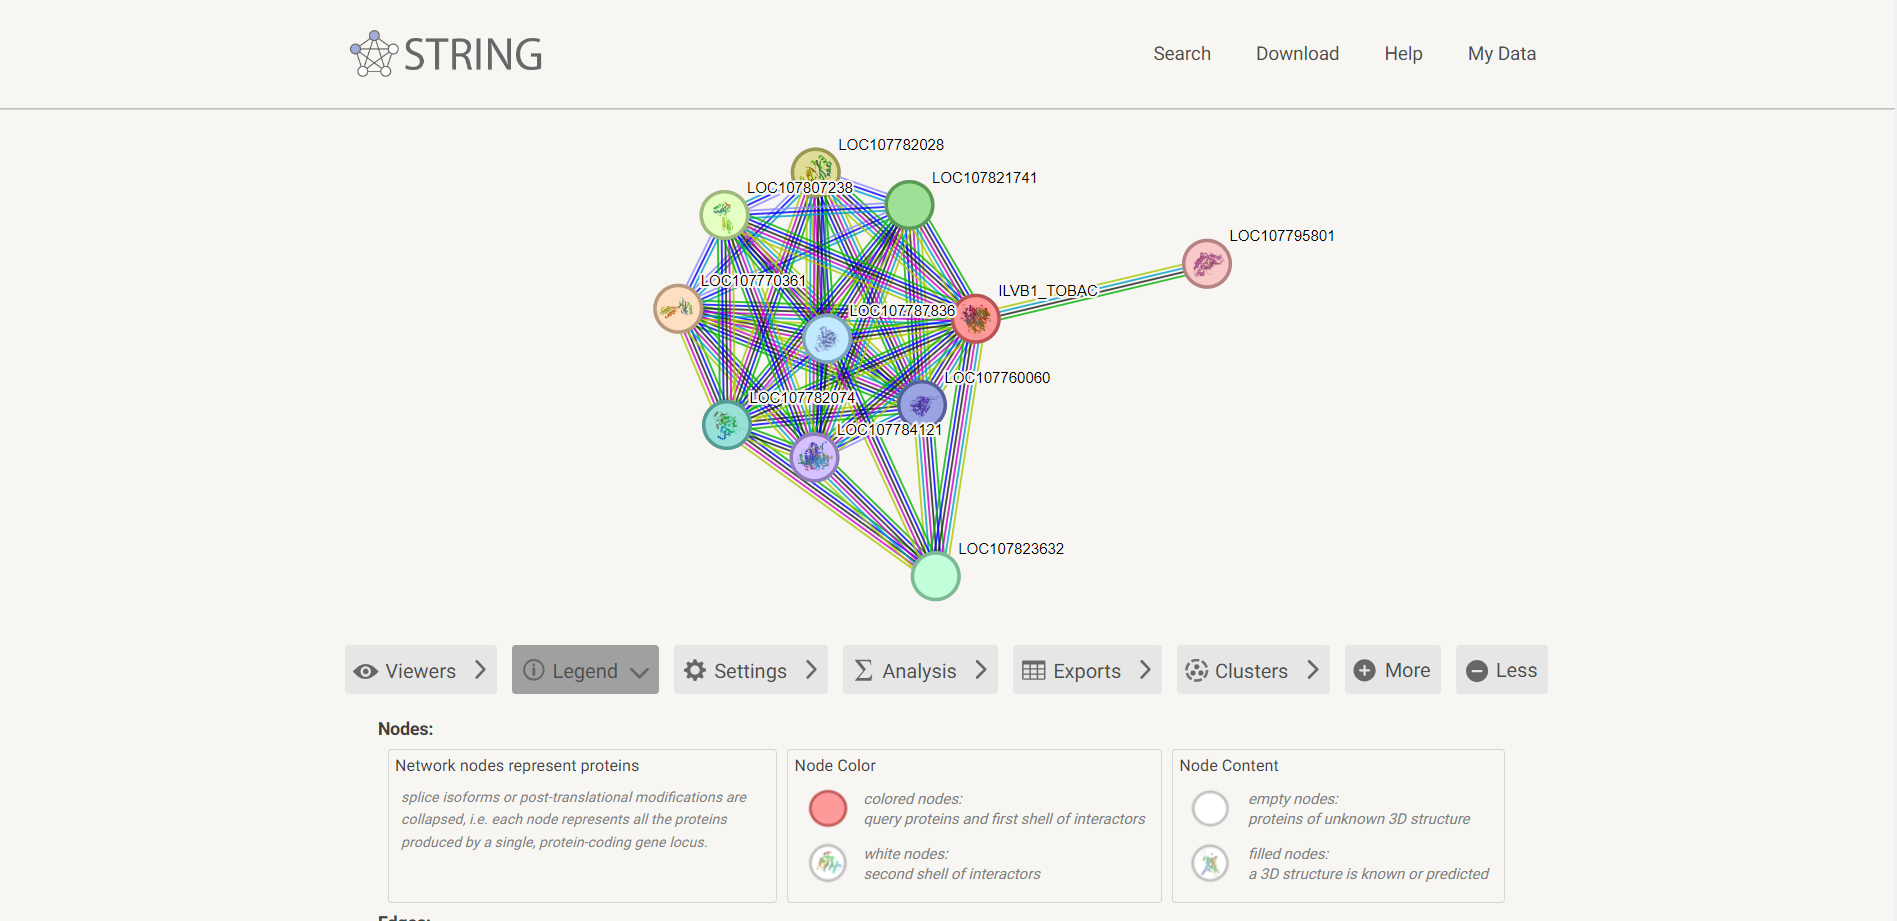 STRING
Search Download Help My Data
LOC107782028
LOC107821741
LOC107807238
LOC107795801
LOC107770361
ILVB1_TOBAC
LOC107787836
LOC107760060
LOC107782074
LOC107784121
LOC107823632
Viewers Legend Settings Analysis Exports Clusters More Less
Nodes:
Network nodes represent proteins
splice isoforms or post-translational modifications are
collapsed, i.e. each node represents all the proteins
produced by a single, protein-coding gene locus.
Node Color
colored nodes:
query proteins and first shell of interactors
white nodes:
second shell of interactors
Node Content
empty nodes:
proteins of unknown 3D structure
filled nodes:
a 3D structure is known or predicted
Edges: